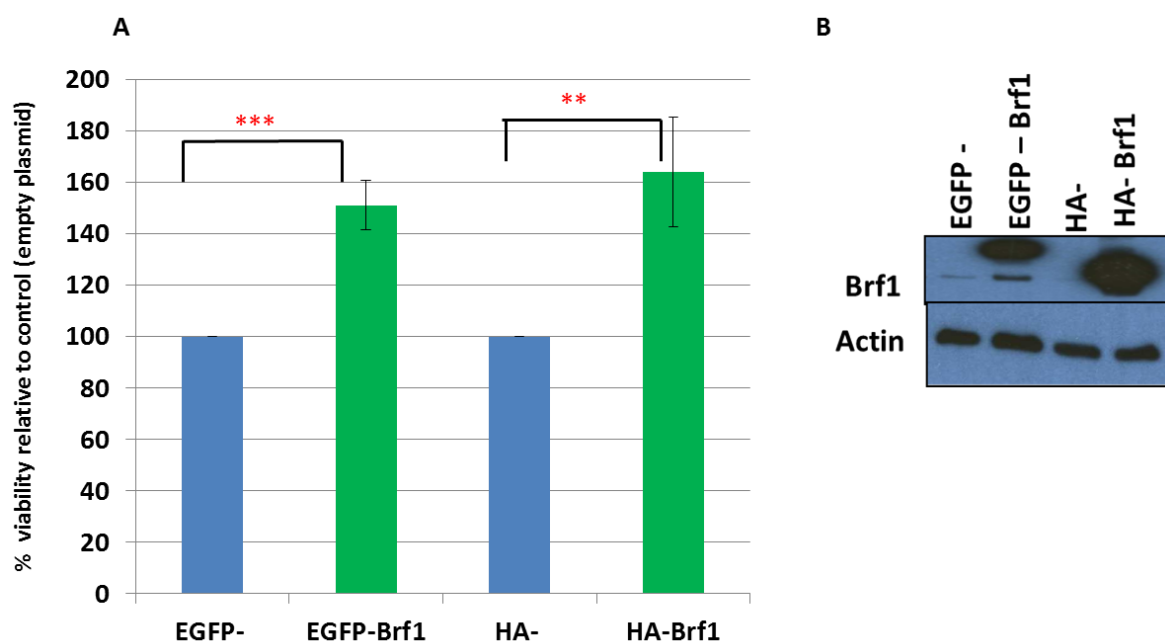 A
% viability relative to control (empty plasmid)
200
180
160
140
120
100
80
60
40
20
0
***
**
EGFP-
EGFP-Brf1
HA-
HA-Brf1
B
EGFP -
EGFP – Brf1
HA-
HA- Brf1
Brf1
Actin